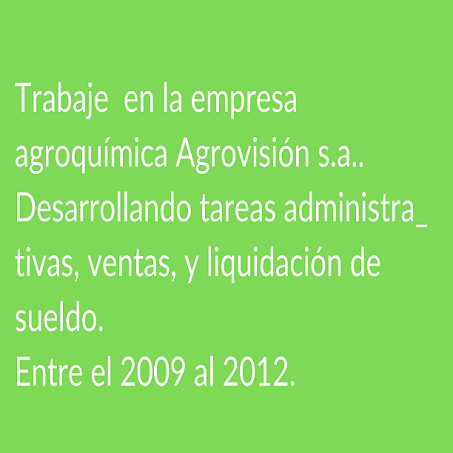 Trabaje  en la empresa
agroquímica Agrovisión s.a..
Desarrollando tareas administra_
tivas, ventas, y liquidación de
sueldo.
Entre el 2009 al 2012.